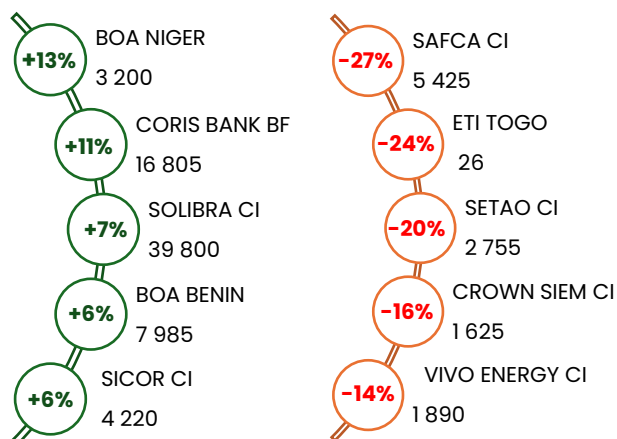 +13%
BOA NIGER
3 200
+11%
CORIS BANK BF
16 805
+7%
SOLIBRA CI
39 800
+6%
BOA BENIN
7 985
+6%
SICOR CI
4 220
-27%
SAFCA CI
5 425
-24%
ETI TOGO
26
-20%
SETAO CI
2 755
-16%
CROWN SIEM CI
1 625
-14%
VIVO ENERGY CI
1 890